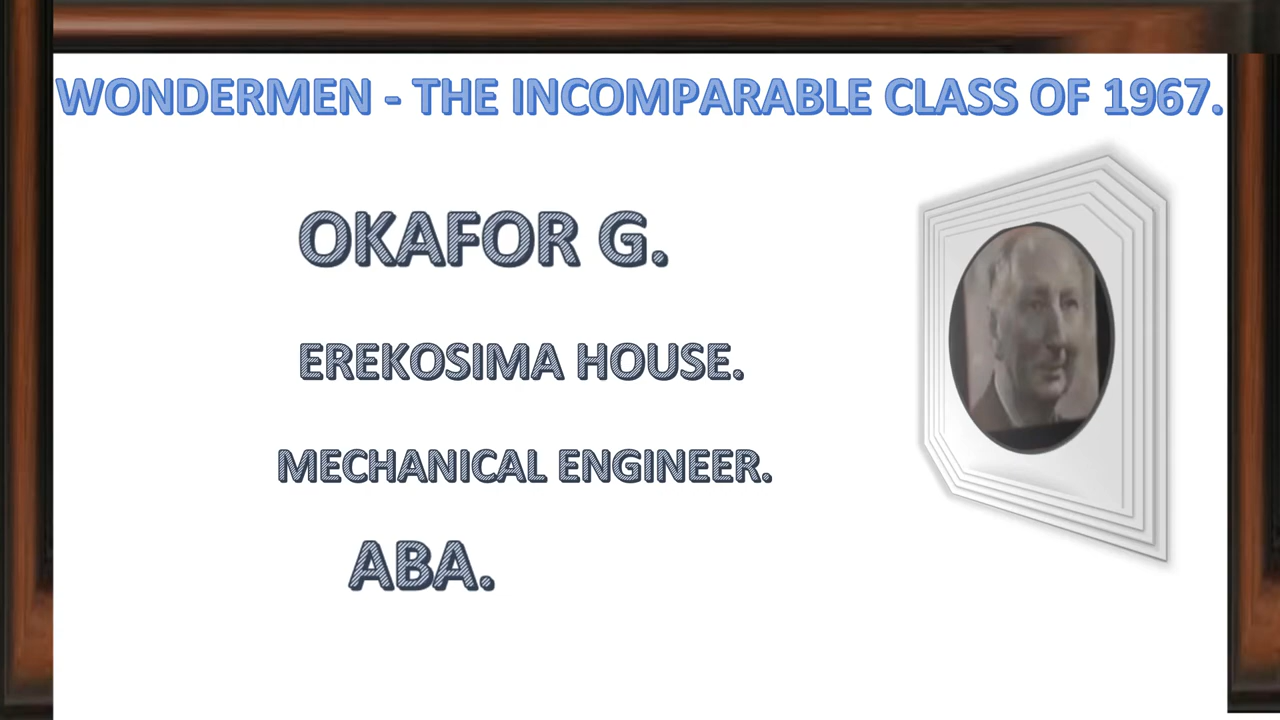 WONDERMEN - THE INCOMPARABLE CLASS OF 1967.
OKAFOR G.
EREKOSIMA HOUSE.
MECHANICAL ENGINEER.
ABA.